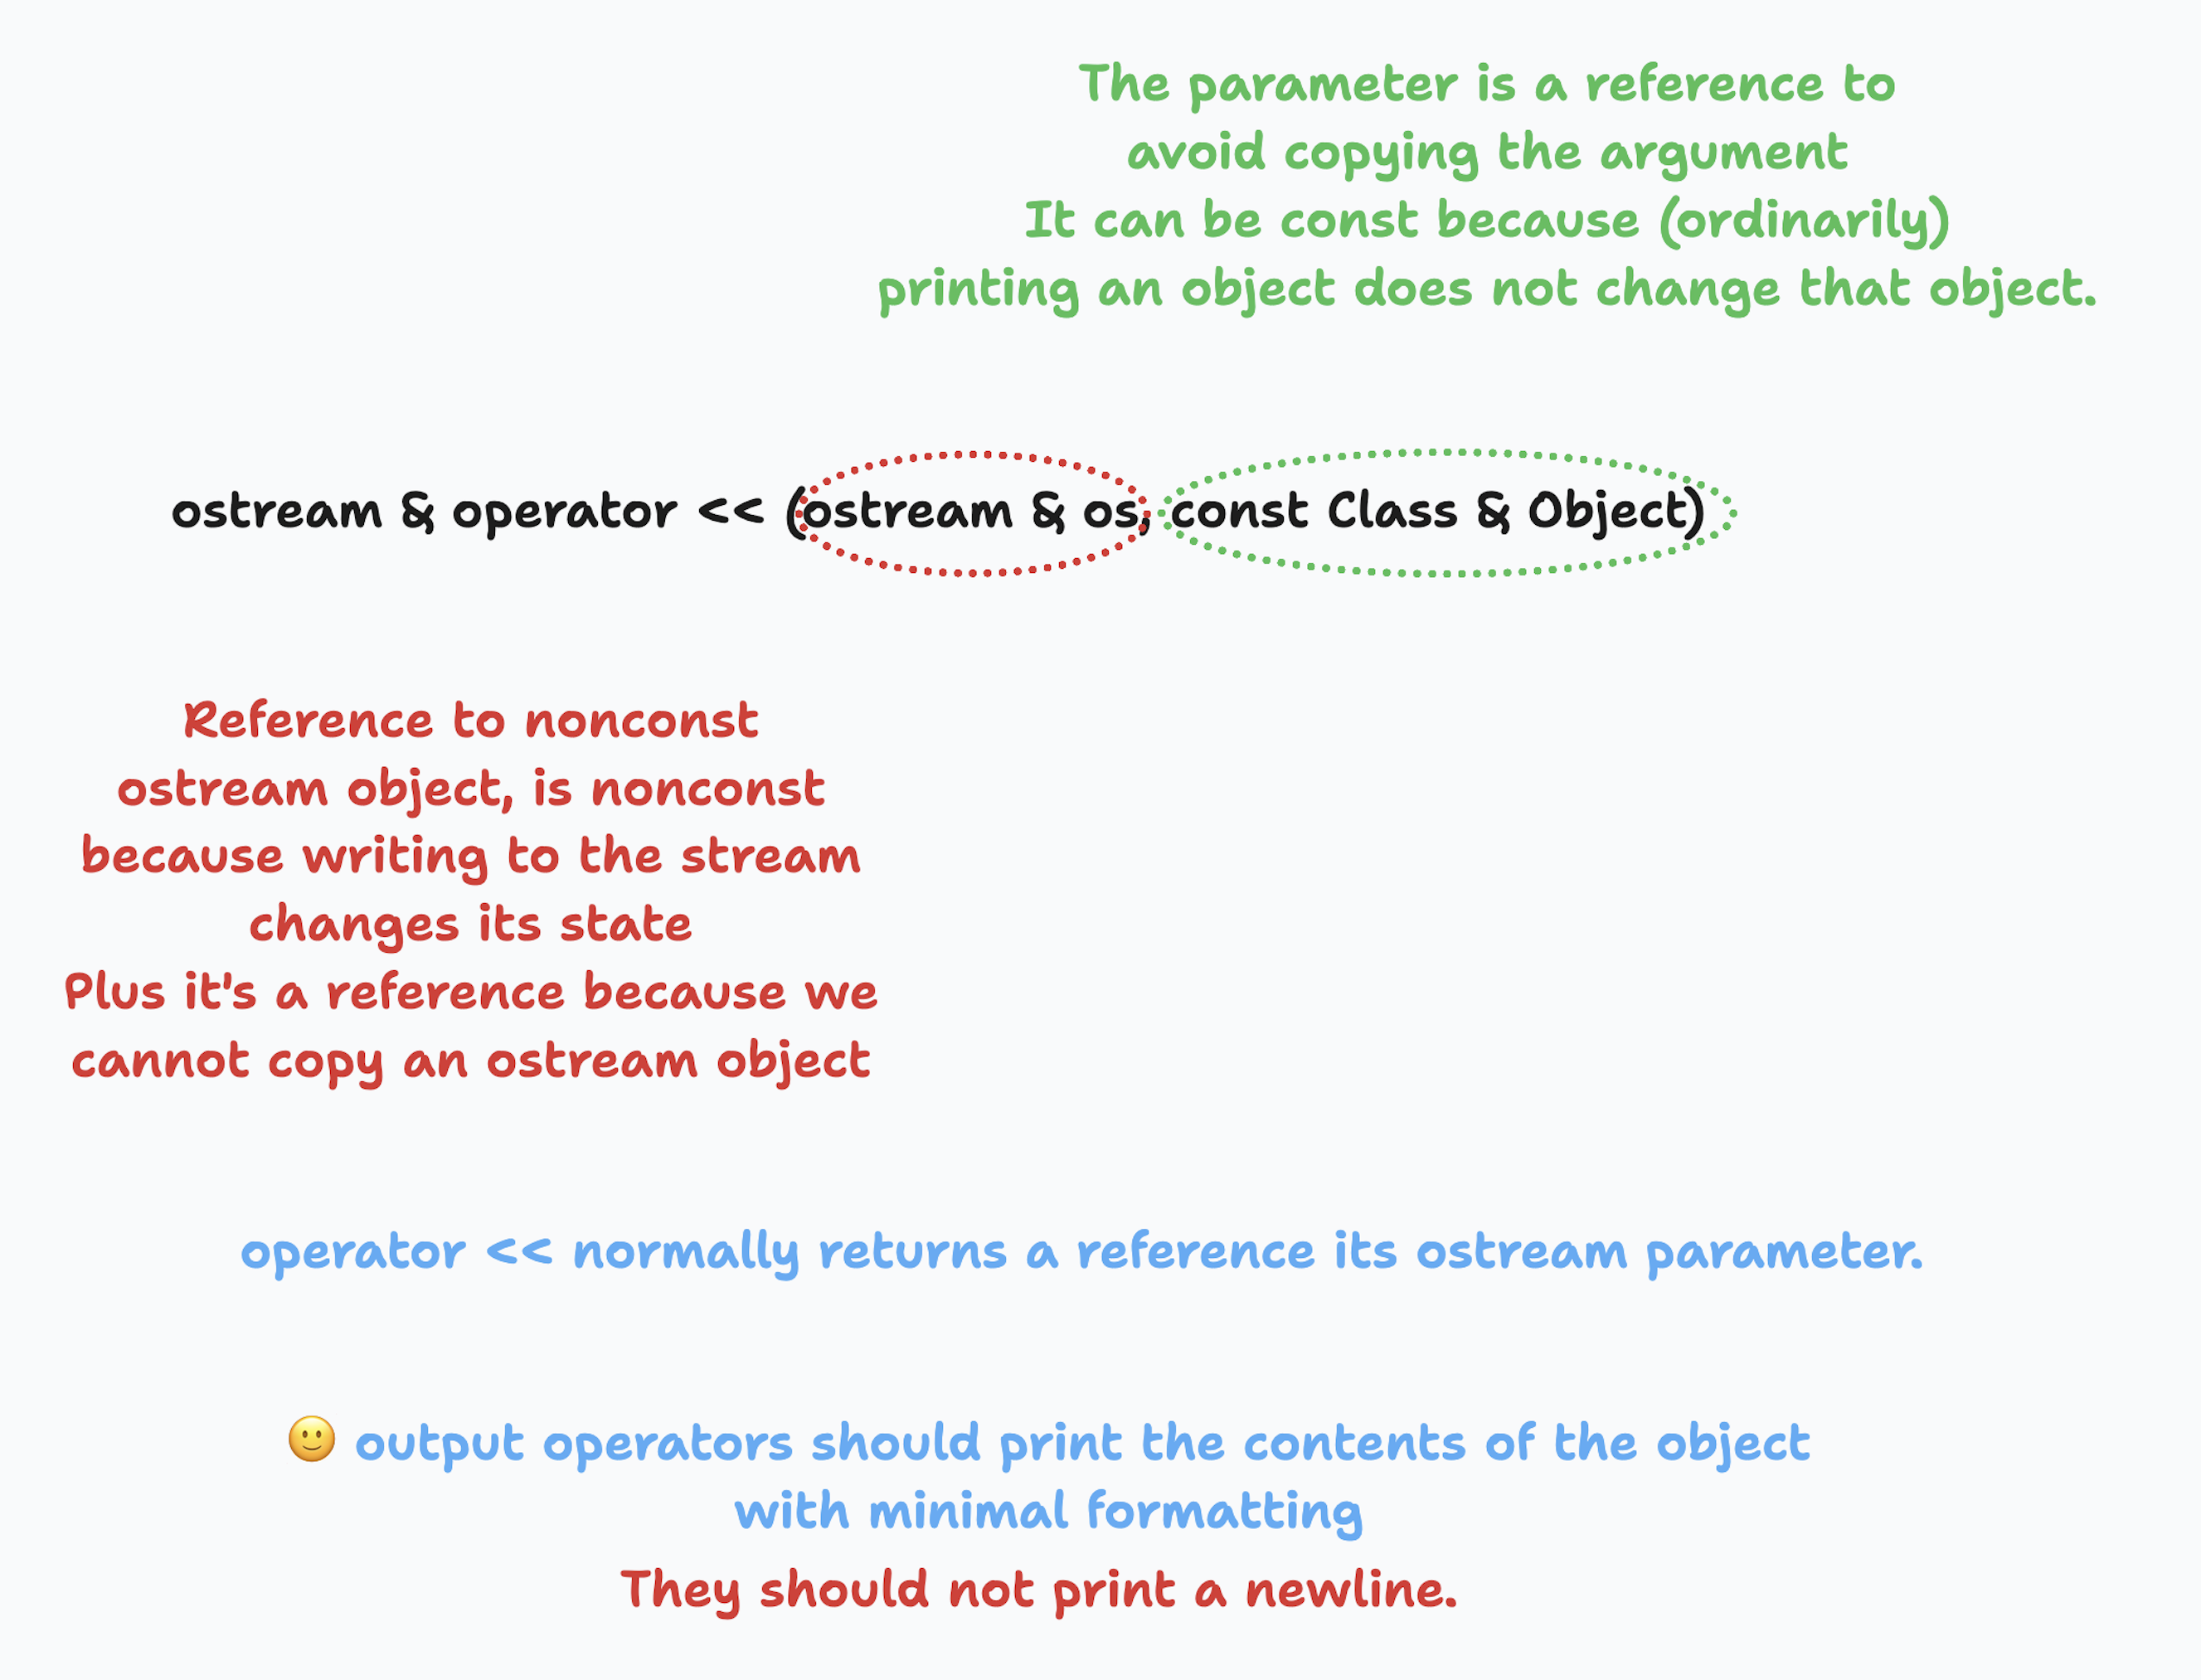 The parameter is a reference to
avoid copying the argument
It can be const because (ordinarily)
printing an object does not change that object.
ostream & operator << (ostream & os, const Class & Object)
Reference to nonconst
ostream object, is nonconst
because writing to the stream
changes its state
Plus it's a reference because we
cannot copy an ostream object
operator << normally returns a reference its ostream parameter.
🙂 output operators should print the contents of the object
with minimal formatting
They should not print a newline.